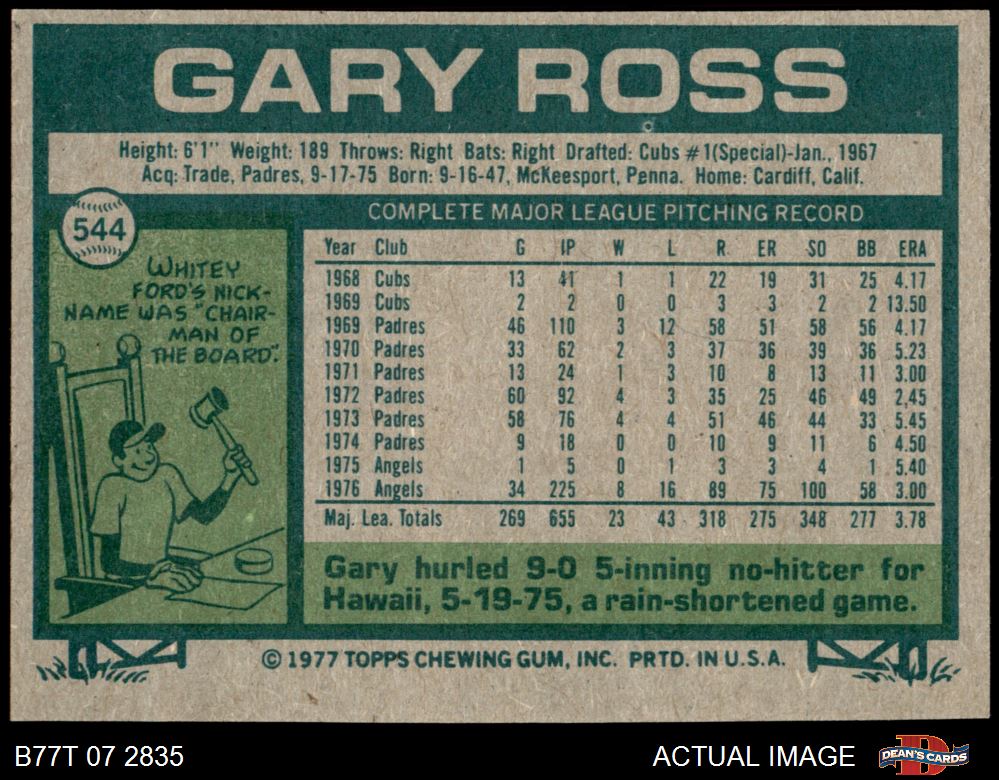 GARY ROSS
Height: 6'1" Weight: 189 Throws: Right Bats: Right Drafted: Cubs #1(Special)-Jan., 1967
Acq: Trade, Padres, 9-17-75 Born: 9-16-47, McKeesport, Penna. Home: Cardiff, Calif.
544
WHITEY
FORD'S NICK-
NAME WAS "CHAIR-
MAN OF
THE BOARD".
COMPLETE MAJOR LEAGUE PITCHING RECORD
Year Club G IP W L R ER SO BB ERA
1968 Cubs 13 41 1 1 22 19 31 25 4.17
1969 Cubs 2 2 0 0 3 3 2 2 13.50
1969 Padres 46 110 3 12 58 51 58 56 4.17
1970 Padres 33 62 2 3 37 36 39 36 5.23
1971 Padres 13 24 1 3 10 8 13 11 3.00
1972 Padres 60 92 4 3 35 25 46 49 2.45
1973 Padres 58 76 4 4 51 46 44 33 5.45
1974 Padres 9 18 0 0 10 9 11 6 4.50
1975 Angels 1 5 0 1 3 3 4 1 5.40
1976 Angels 34 225 8 16 89 75 100 58 3.00
Maj. Lea. Totals 269 655 23 43 318 275 348 277 3.78
Gary hurled 9-0 5-inning no-hitter for
Hawaii, 5-19-75, a rain-shortened game.
© 1977 TOPPS CHEWING GUM, INC. PRTD. IN U.S.A.
B77T 07 2835
ACTUAL IMAGE
DEAN'S CARDS